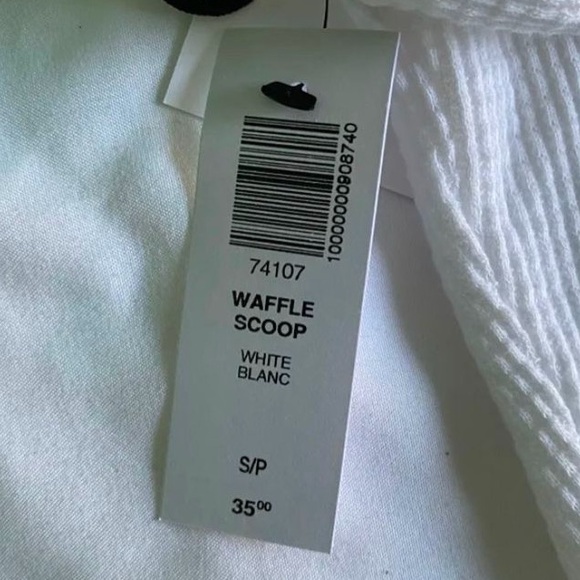 10000000908740
74107
WAFFLE
SCOOP
WHITE
BLANC
S/P
35⁰⁰